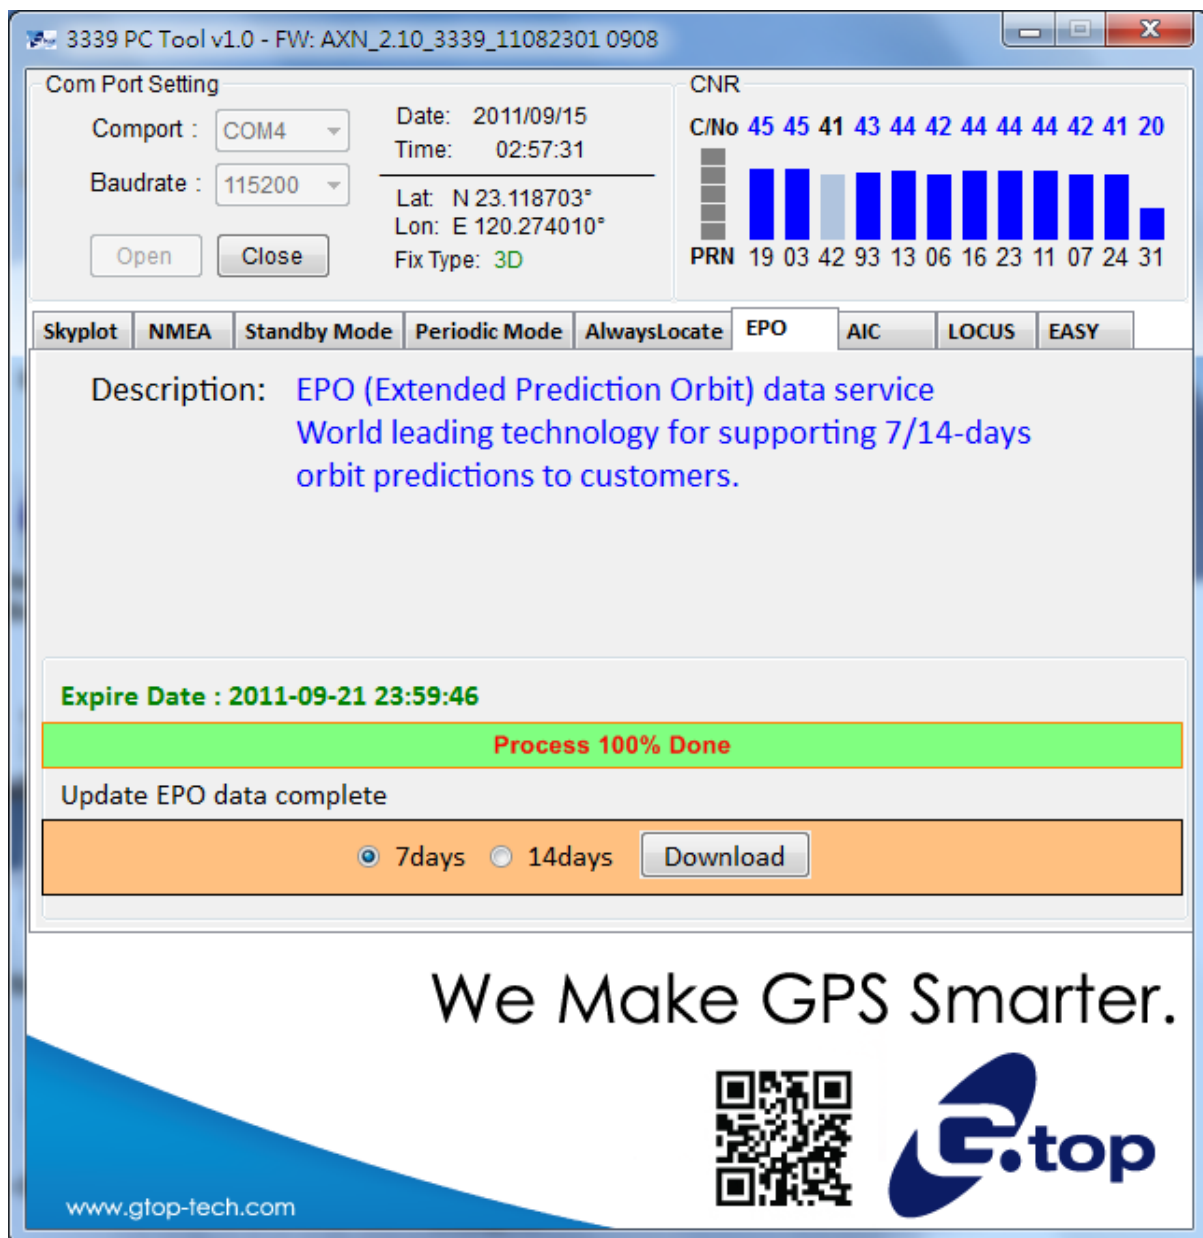 3339 PC Tool v1.0 - FW: AXN_2.10_3339_11082301 0908
Com Port Setting
Comport : COM4
Baudrate : 115200
Open Close
Date: 2011/09/15
Time: 02:57:31
Lat: N 23.118703°
Lon: E 120.274010°
Fix Type: 3D
CNR
C/No 45 45 41 43 44 42 44 44 44 42 41 20
PRN 19 03 42 93 13 06 16 23 11 07 24 31
Skyplot NMEA Standby Mode Periodic Mode AlwaysLocate EPO AIC LOCUS EASY
Description: EPO (Extended Prediction Orbit) data service
World leading technology for supporting 7/14-days
orbit predictions to customers.
Expire Date : 2011-09-21 23:59:46
Process 100% Done
Update EPO data complete
7days 14days Download
We Make GPS Smarter.
G.top
www.gtop-tech.com